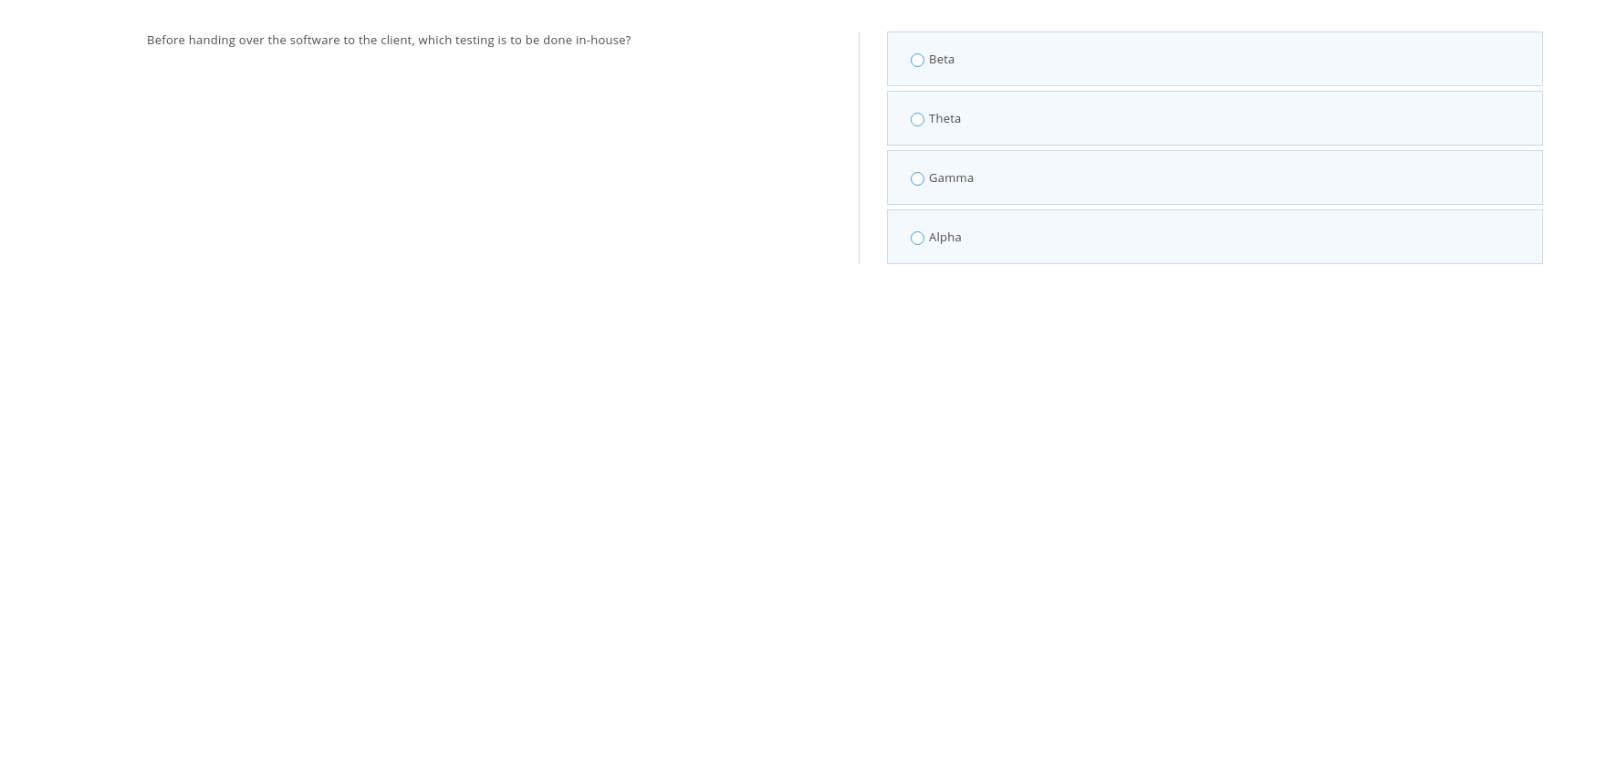 Before handing over the software to the client, which testing is to be done in-house?
Beta
Theta
Gamma
Alpha